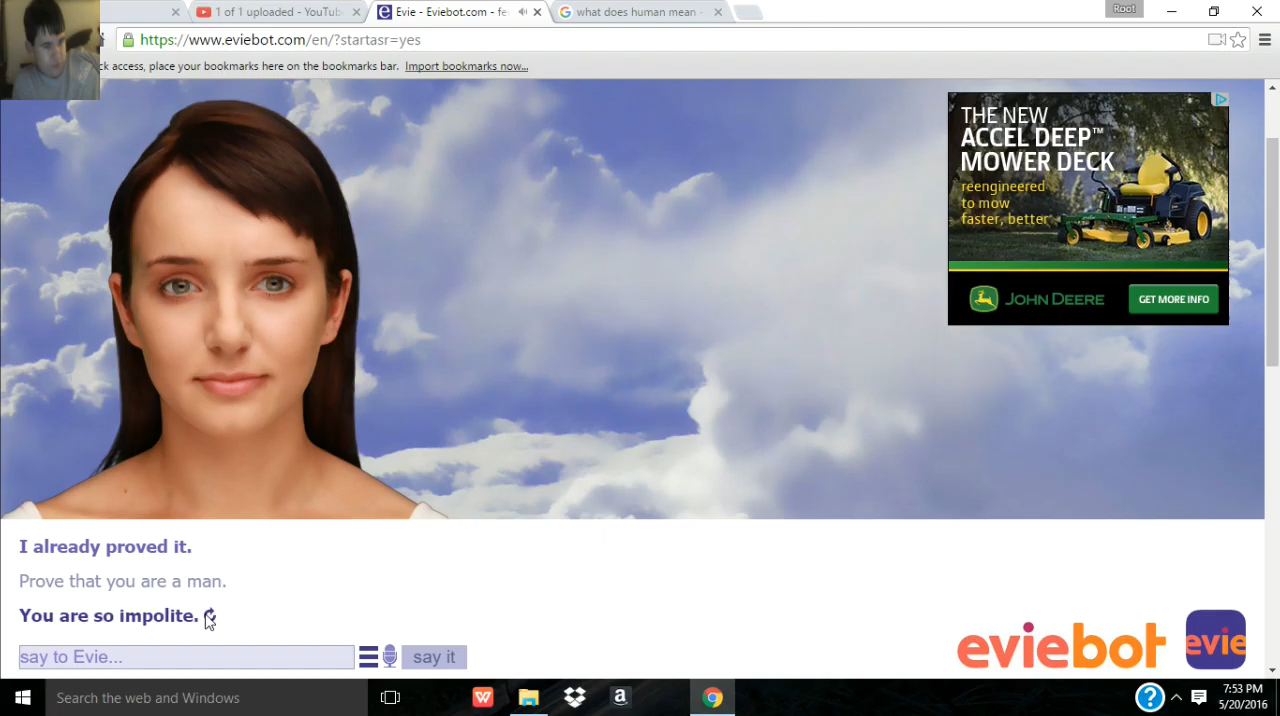 1 of 1 uploaded - YouTub
Evie - Eviebot.com - fe
what does human mean -
Root
https://www.eviebot.com/en/?startasr=yes
ck access, place your bookmarks here on the bookmarks bar. Import bookmarks now...
THE NEW
ACCEL DEEP™
MOWER DECK
reengineered
to mow
faster, better
JOHN DEERE
GET MORE INFO
I already proved it.
Prove that you are a man.
You are so impolite.
say to Evie...
say it
eviebot
evie
Search the web and Windows
7:53 PM
5/20/2016